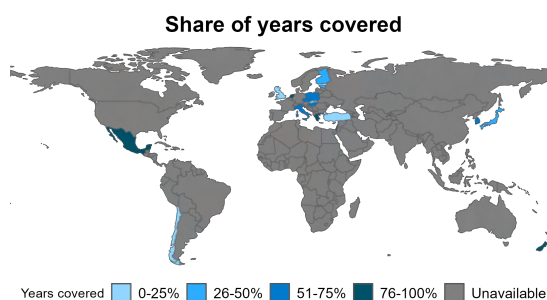 Share of years covered
Years covered 0-25% 26-50% 51-75% 76-100% Unavailable